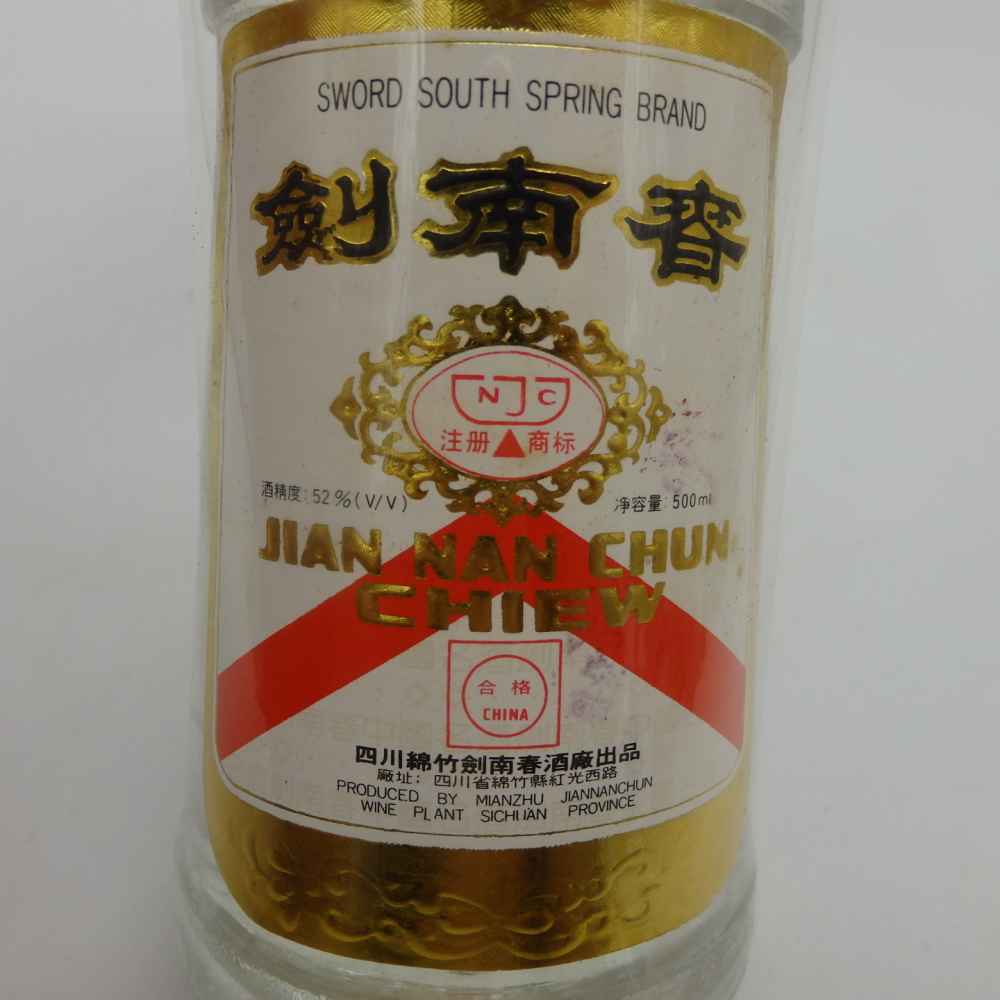 SWORD SOUTH SPRING BRAND
劍南春
NJC
注册 商标
酒精度: 52%(V/V)
净容量: 500ml
JIAN NAN CHUN
CHIEW
合格
CHINA
四川綿竹劍南春酒廠出品
廠址: 四川省綿竹縣紅光西路
PRODUCED BY MIANZHU JIANNANCHUN
WINE PLANT SICHUAN PROVINCE